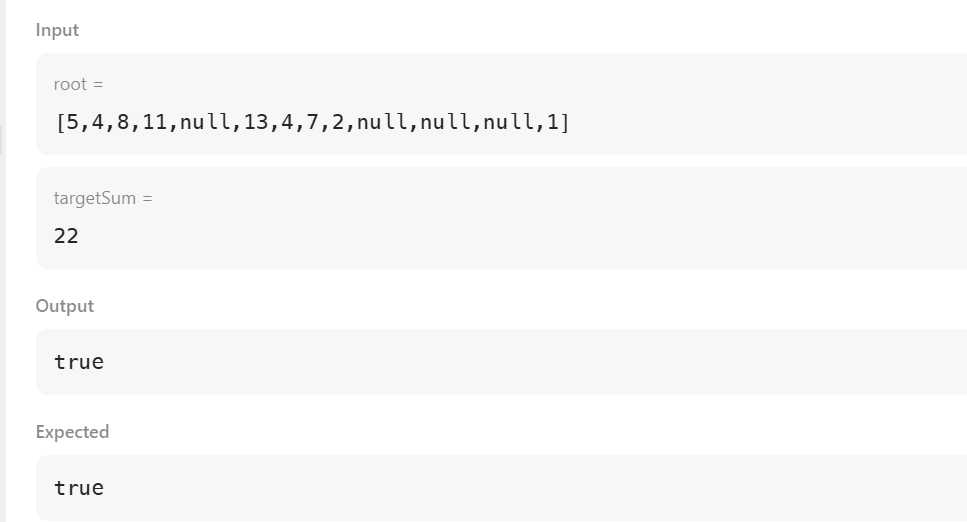 Input
root =
[5,4,8,11,null,13,4,7,2,null,null,null,1]
targetSum =
22
Output
true
Expected
true